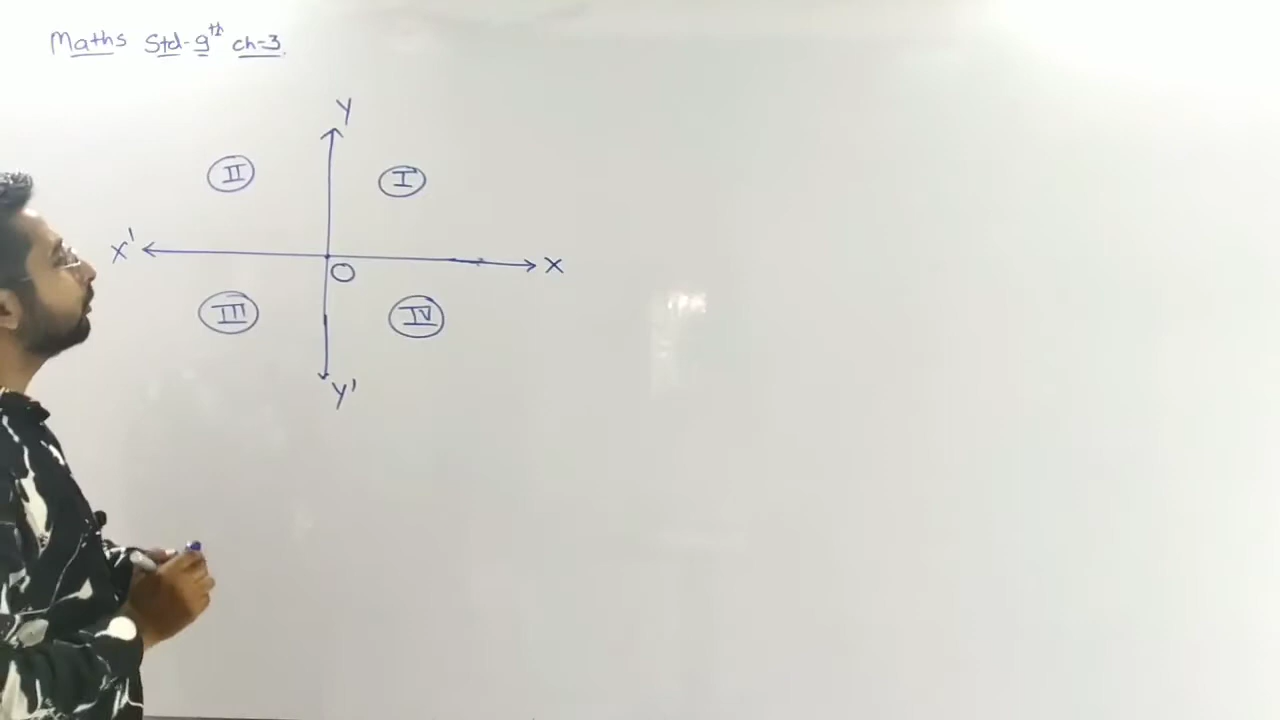 Maths Std-9th ch-3
Y
II I
X' X
O
III IV
Y'